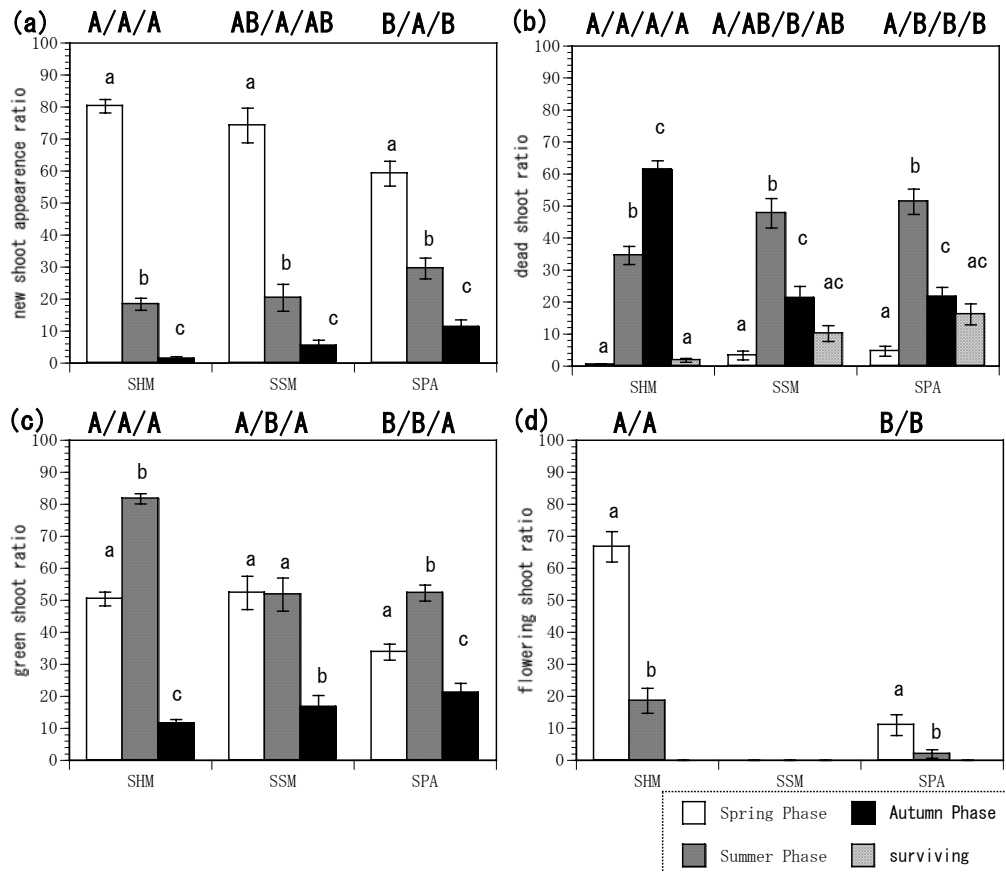 (a) A/A/A AB/A/AB B/A/B
new shoot appearence ratio
100
90
80
70
60
50
40
30
20
10
0
a
b
c
a
b
c
a
b
c
SHM SSM SPA
(b) A/A/A/A A/AB/B/AB A/B/B/B
dead shoot ratio
100
90
80
70
60
50
40
30
20
10
0
a
b
c
a
a
b
c
ac
a
b
c
ac
SHM SSM SPA
(c) A/A/A A/B/A B/B/A
green shoot ratio
100
90
80
70
60
50
40
30
20
10
0
a
b
c
a
a
b
a
b
c
SHM SSM SPA
(d) A/A B/B
flowering shoot ratio
100
90
80
70
60
50
40
30
20
10
0
a
b
a
b
SHM SSM SPA
Spring Phase Autumn Phase
Summer Phase surviving